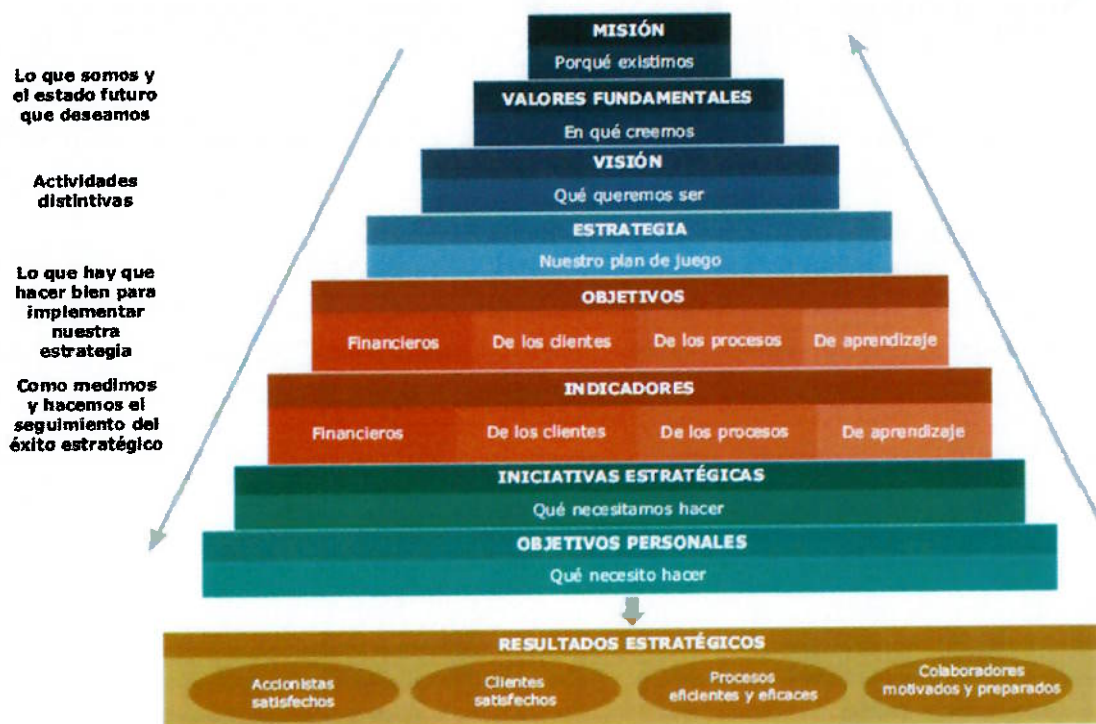 MISIÓN
Porqué existimos
Lo que somos y
el estado futuro
que deseamos
VALORES FUNDAMENTALES
En qué creemos
VISIÓN
Qué queremos ser
Actividades
distintivas
ESTRATEGIA
Nuestro plan de juego
Lo que hay que
hacer bien para
implementar
nuestra
estrategia
OBJETIVOS
Financieros De los clientes De los procesos De aprendizaje
Como medimos
y hacemos el
seguimiento del
éxito estratégico
INDICADORES
Financieros De los clientes De los procesos De aprendizaje
INICIATIVAS ESTRATÉGICAS
Qué necesitamos hacer
OBJETIVOS PERSONALES
Qué necesito hacer
RESULTADOS ESTRATÉGICOS
Accionistas
satisfechos
Clientes
satisfechos
Procesos
eficientes y eficaces
Colaboradores
motivados y preparados